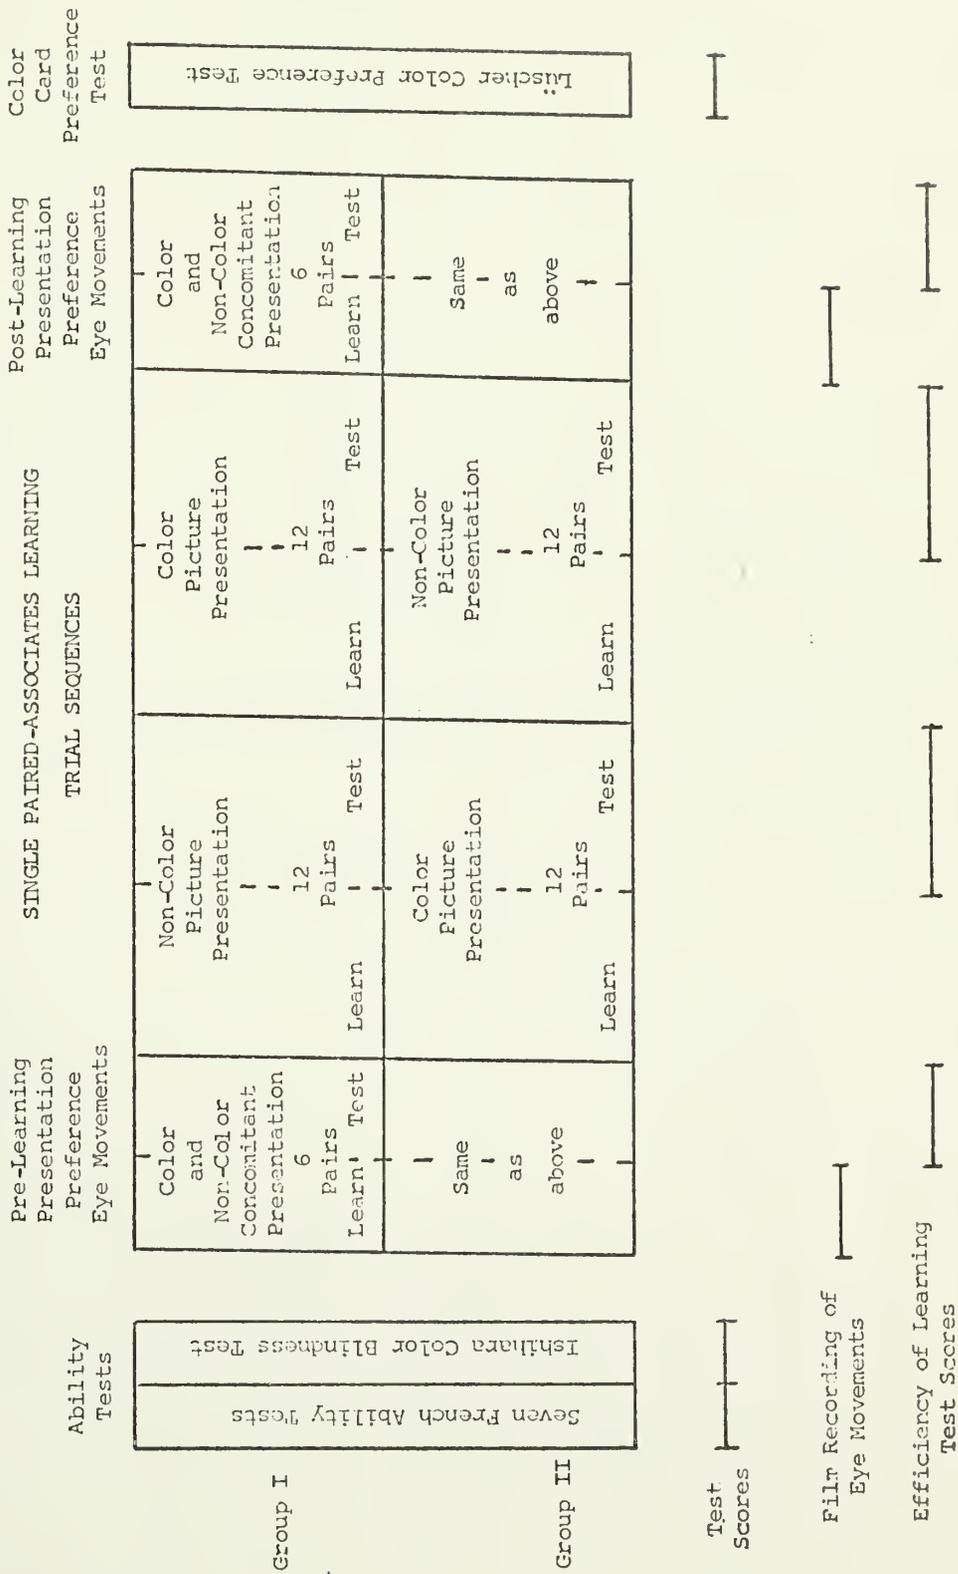 Ability
Tests
Pre-Learning
Presentation
Preference
Eye Movements
SINGLE PAIRED-ASSOCIATES LEARNING
TRIAL SEQUENCES
Post-Learning
Presentation
Preference
Eye Movements
Color
Card
Preference
Test
Group I
Group II
Seven French Ability Tests
Ishihara Color Blindness Test
Color
and
Non-Color
Concomitant
Presentation
6
Pairs
Learn Test
Same
as
above
Non-Color
Picture
Presentation
12
Pairs
Learn Test
Color
Picture
Presentation
12
Pairs
Learn Test
Color
Picture
Presentation
12
Pairs
Learn Test
Non-Color
Picture
Presentation
12
Pairs
Learn Test
Color
and
Non-Color
Concomitant
Presentation
6
Pairs
Learn Test
Same
as
above
Lüscher Color Preference Test
Test
Scores
Film Recording of
Eye Movements
Efficiency of Learning
Test Scores